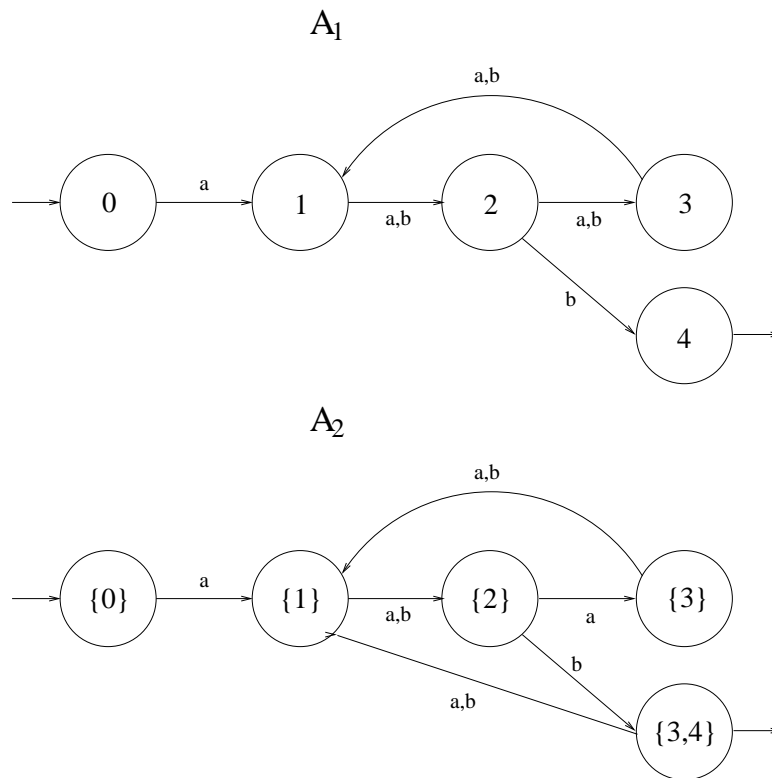 A1
a,b
0 a 1 a,b 2 a,b 3
b
4
A2
a,b
{0} a {1} a,b {2} a {3}
b
a,b
{3,4}